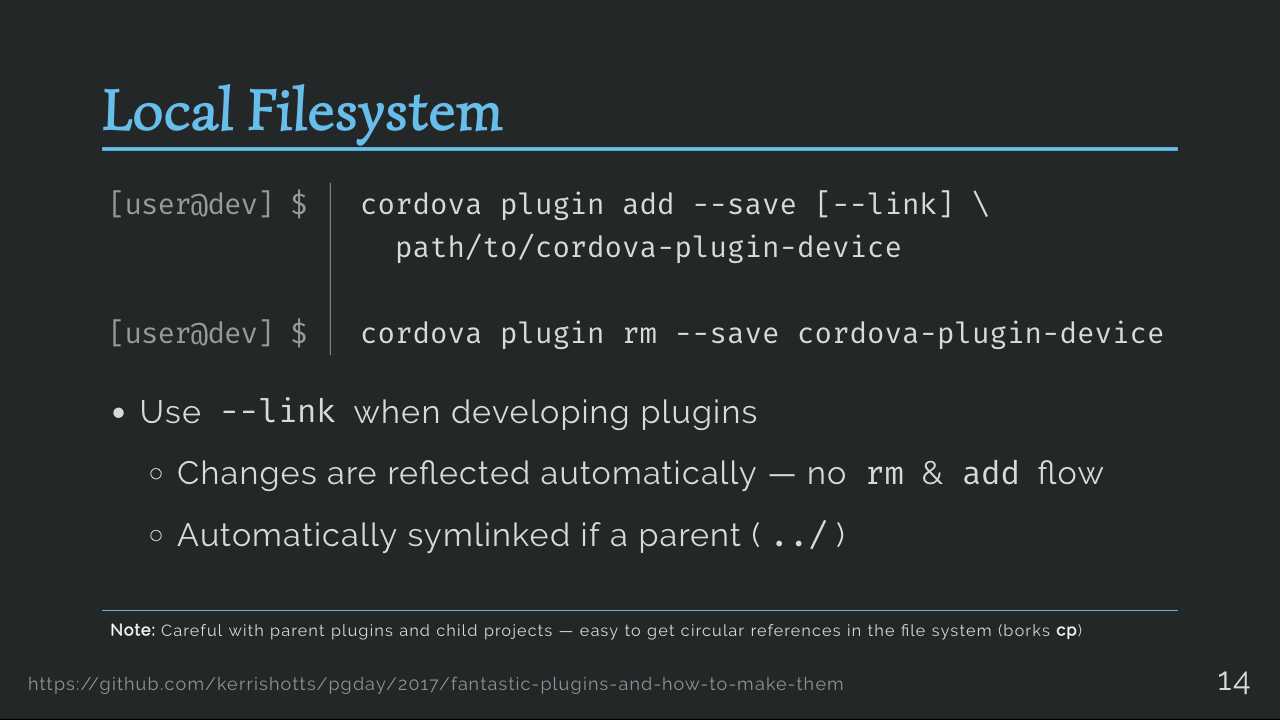 Local Filesystem
[user@dev] $ cordova plugin add --save [--link] \
path/to/cordova-plugin-device
[user@dev] $ cordova plugin rm --save cordova-plugin-device
• Use --link when developing plugins
○ Changes are reflected automatically — no rm & add flow
○ Automatically symlinked if a parent (../)
Note: Careful with parent plugins and child projects — easy to get circular references in the file system (borks cp)
https://github.com/kerrishotts/pgday/2017/fantastic-plugins-and-how-to-make-them
14